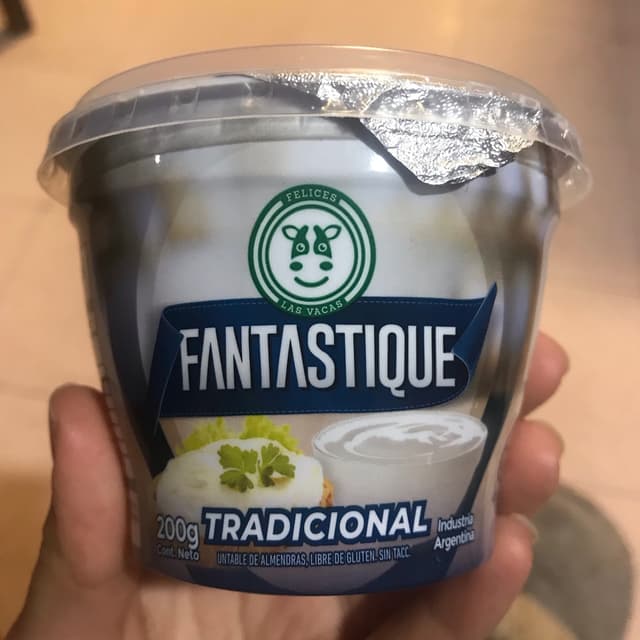 FELICES
LAS VACAS
FANTASTIQUE
200g
Cont. Neto
TRADICIONAL
Industria
Argentina
UNTABLE DE ALMENDRAS, LIBRE DE GLUTEN. SIN TACC.